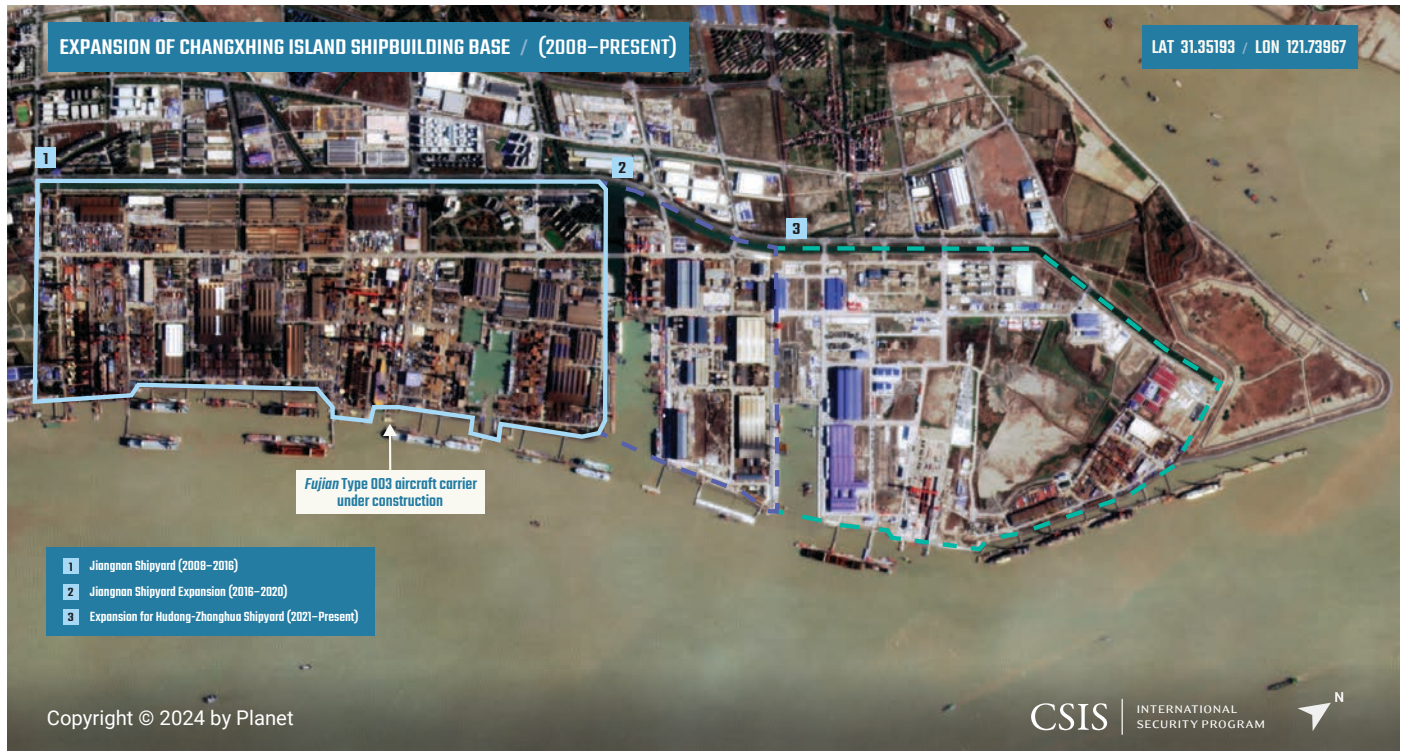 EXPANSION OF CHANGXHING ISLAND SHIPBUILDING BASE / (2008–PRESENT)
LAT 31.35193 / LON 121.73967
1
2
3
Fujian Type 003 aircraft carrier
under construction
1 Jiangnan Shipyard (2008–2016)
2 Jiangnan Shipyard Expansion (2016–2020)
3 Expansion for Hudong-Zhonghua Shipyard (2021–Present)
Copyright © 2024 by Planet
CSIS
INTERNATIONAL
SECURITY PROGRAM
N